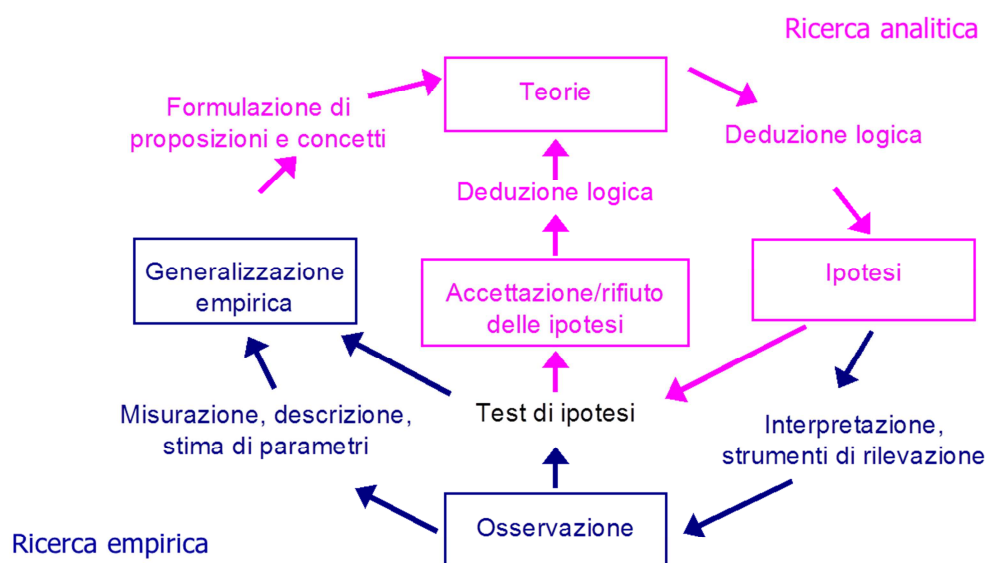 Ricerca analitica
Teorie
Formulazione di
proposizioni e concetti
Deduzione logica
Deduzione logica
Generalizzazione
empirica
Accettazione/rifiuto
delle ipotesi
Ipotesi
Misurazione, descrizione,
stima di parametri
Test di ipotesi
Interpretazione,
strumenti di rilevazione
Osservazione
Ricerca empirica